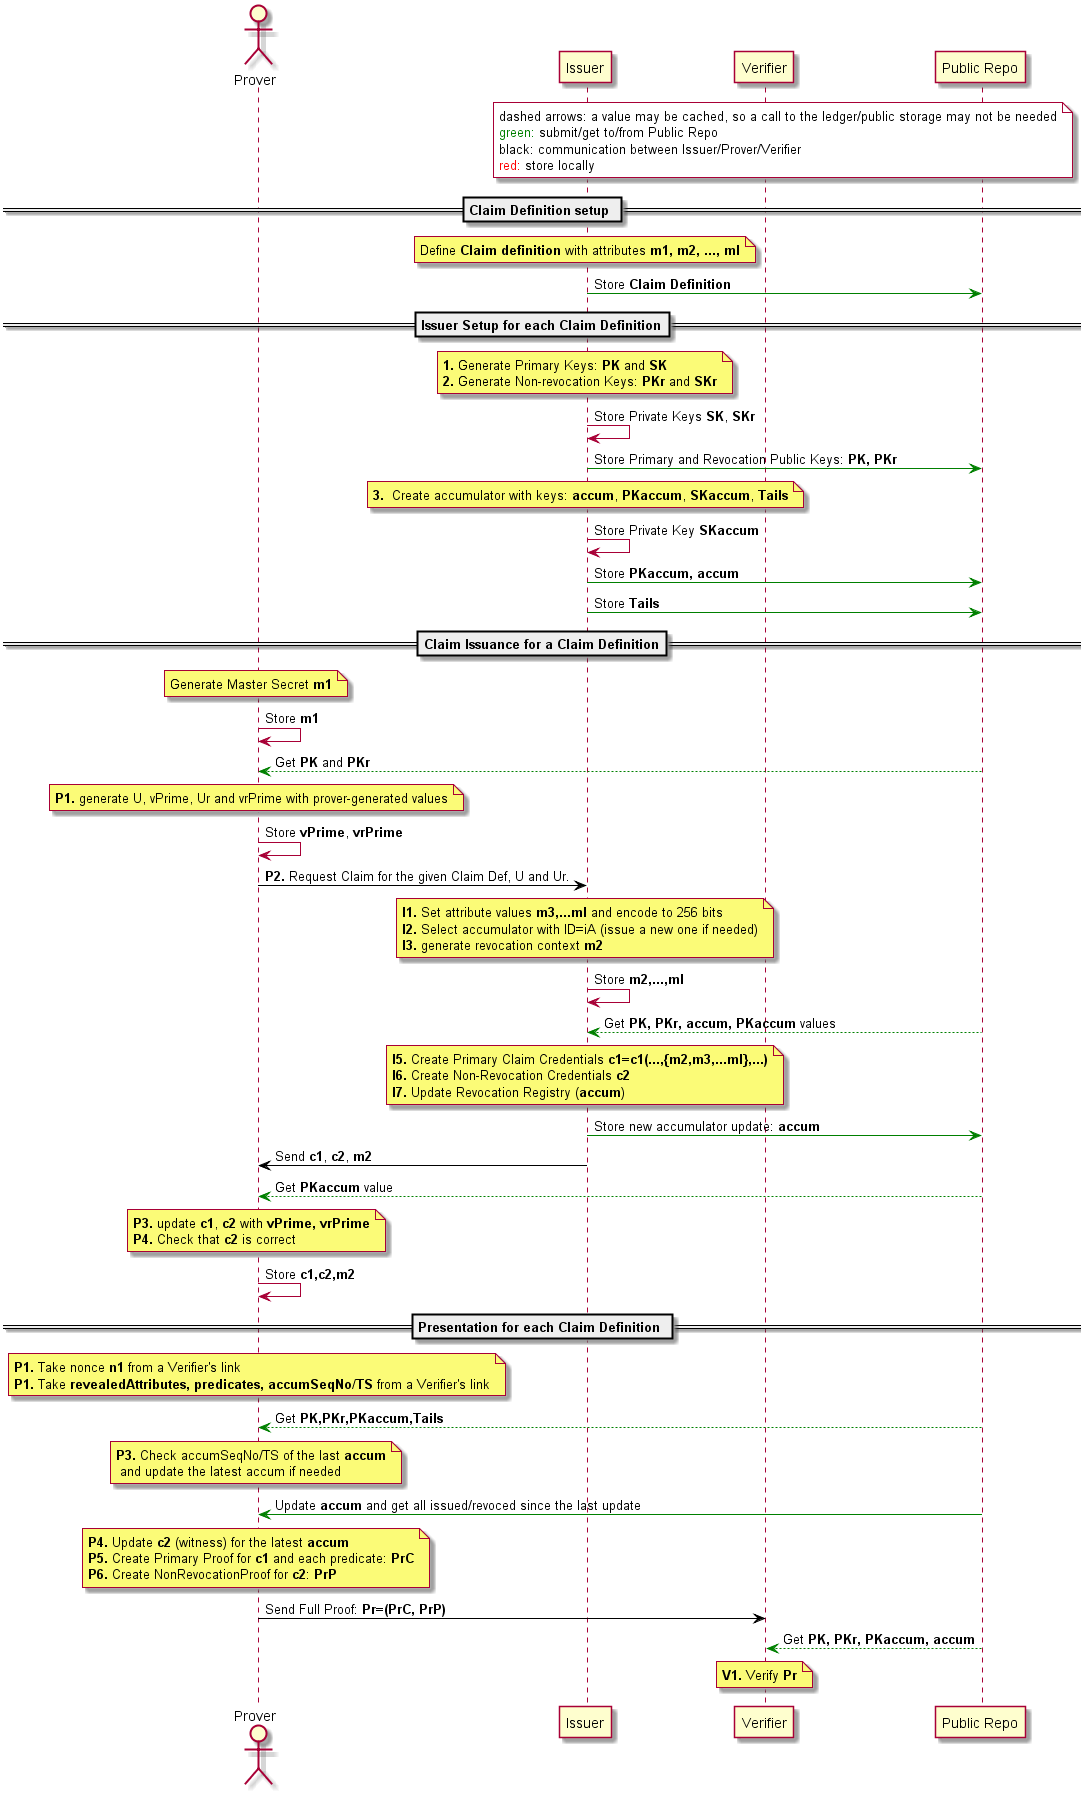 Prover
Issuer
Verifier
Public Repo
dashed arrows: a value may be cached, so a call to the ledger/public storage may not be needed
green: submit/get to/from Public Repo
black: communication between Issuer/Prover/Verifier
red: store locally
Claim Definition setup
Define Claim definition with attributes m1, m2, ..., ml
Store Claim Definition
Issuer Setup for each Claim Definition
1. Generate Primary Keys: PK and SK
2. Generate Non-revocation Keys: PKr and SKr
Store Private Keys SK, SKr
Store Primary and Revocation Public Keys: PK, PKr
3. Create accumulator with keys: accum, PKaccum, SKaccum, Tails
Store Private Key SKaccum
Store PKaccum, accum
Store Tails
Claim Issuance for a Claim Definition
Generate Master Secret m1
Store m1
Get PK and PKr
P1. generate U, vPrime, Ur and vrPrime with prover-generated values
Store vPrime, vrPrime
P2. Request Claim for the given Claim Def, U and Ur.
I1. Set attribute values m3,...ml and encode to 256 bits
I2. Select accumulator with ID=iA (issue a new one if needed)
I3. generate revocation context m2
Store m2,...,ml
Get PK, PKr, accum, PKaccum values
I5. Create Primary Claim Credentials c1=c1(...,{m2,m3,...ml},...)
I6. Create Non-Revocation Credentials c2
I7. Update Revocation Registry (accum)
Store new accumulator update: accum
Send c1, c2, m2
Get PKaccum value
P3. update c1, c2 with vPrime, vrPrime
P4. Check that c2 is correct
Store c1,c2,m2
Presentation for each Claim Definition
P1. Take nonce n1 from a Verifier's link
P1. Take revealedAttributes, predicates, accumSeqNo/TS from a Verifier's link
Get PK,PKr,PKaccum,Tails
P3. Check accumSeqNo/TS of the last accum
and update the latest accum if needed
Update accum and get all issued/revoced since the last update
P4. Update c2 (witness) for the latest accum
P5. Create Primary Proof for c1 and each predicate: PrC
P6. Create NonRevocationProof for c2: PrP
Send Full Proof: Pr=(PrC, PrP)
Get PK, PKr, PKaccum, accum
V1. Verify Pr
Prover
Issuer
Verifier
Public Repo